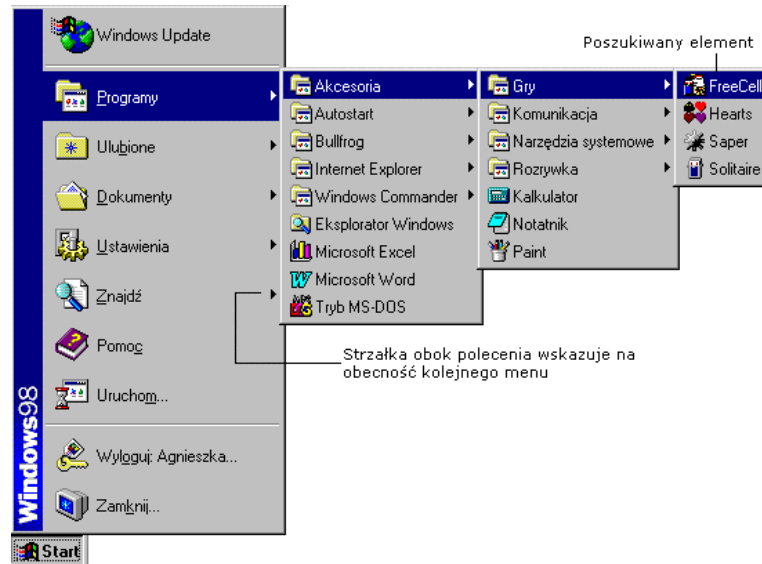 Windows Update
Programy
Ulubione
Dokumenty
Ustawienia
Znajdź
Pomoc
Uruchom...
Wyloguj: Agnieszka...
Zamknij...
Windows98
Start
Akcesoria
Autostart
Bullfrog
Internet Explorer
Windows Commander
Eksplorator Windows
Microsoft Excel
Microsoft Word
Tryb MS-DOS
Gry
Komunikacja
Narzędzia systemowe
Rozrywka
Kalkulator
Notatnik
Paint
Poszukiwany element
FreeCell
Hearts
Saper
Solitaire
Strzałka obok polecenia wskazuje na
obecność kolejnego menu